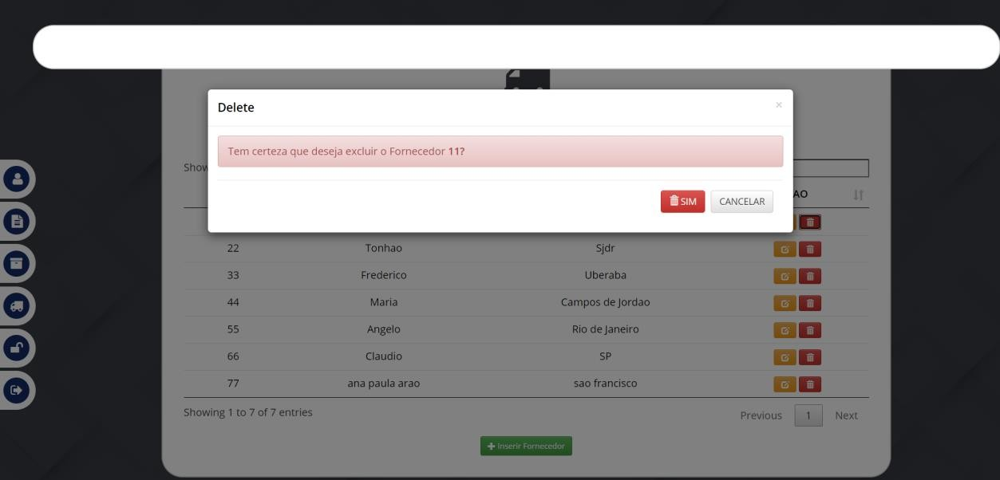 Delete
×
Tem certeza que deseja excluir o Fornecedor 11?
SIM CANCELAR
Show
AO
22 Tonhao Sjdr
33 Frederico Uberaba
44 Maria Campos de Jordao
55 Angelo Rio de Janeiro
66 Claudio SP
77 ana paula arao sao francisco
Showing 1 to 7 of 7 entries
Previous 1 Next
Inserir Fornecedor